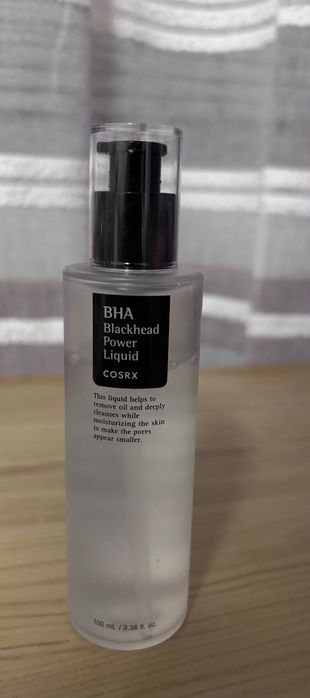 BHA
Blackhead
Power
Liquid
COSRX
This liquid helps to
remove oil and deeply
cleanses while
moisturizing the skin
to make the pores
appear smaller.
100 mL / 3.38 fl. oz.